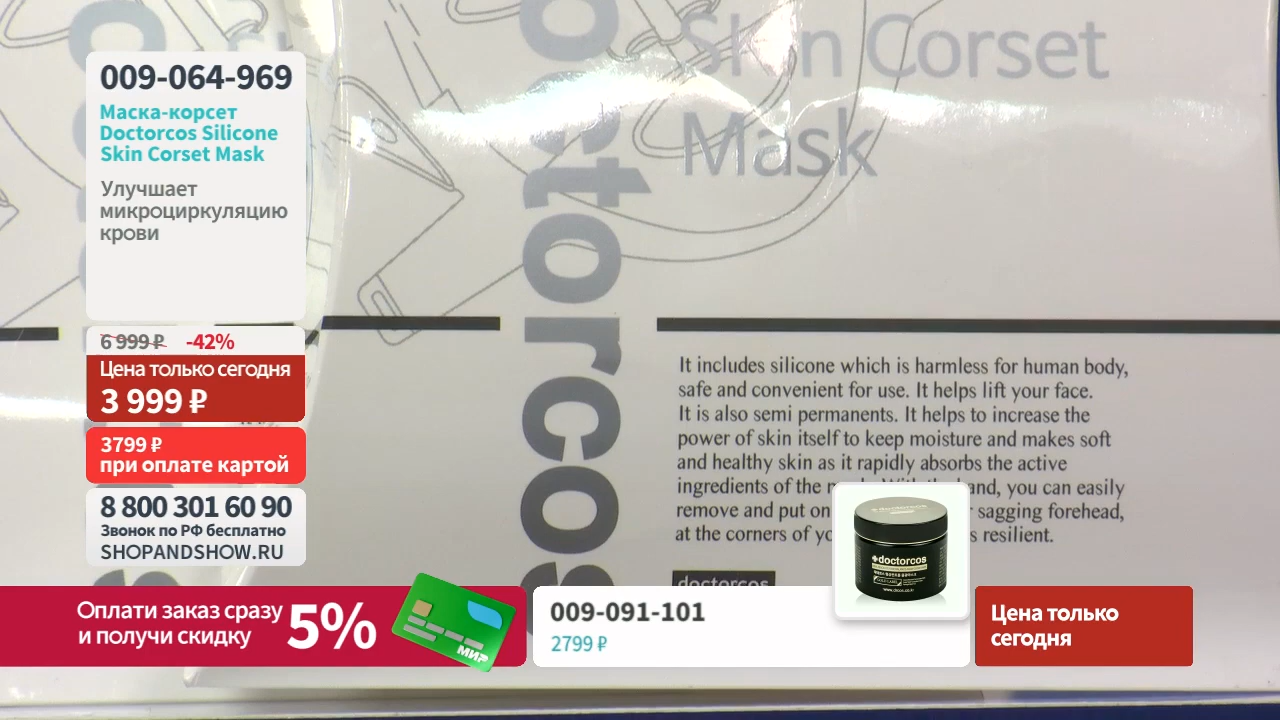 009-064-969
Маска-корсет
Doctorcos Silicone
Skin Corset Mask
Улучшает
микроциркуляцию
крови
6 999 ₽ -42%
Цена только сегодня
3 999 ₽
3799 ₽
при оплате картой
8 800 301 60 90
Звонок по РФ бесплатно
SHOPANDSHOW.RU
doctorcos
Skin Corset
Mask
It includes silicone which is harmless for human body,
safe and convenient for use. It helps lift your face.
It is also semi permanents. It helps to increase the
power of skin itself to keep moisture and makes soft
and healthy skin as it rapidly absorbs the active
ingredients of the With the band, you can easily
remove and put on sagging forehead,
at the corners of resilient.
doctorcos
Оплати заказ сразу
и получи скидку
5%
МИР
009-091-101
2799 ₽
doctorcos
Цена только
сегодня